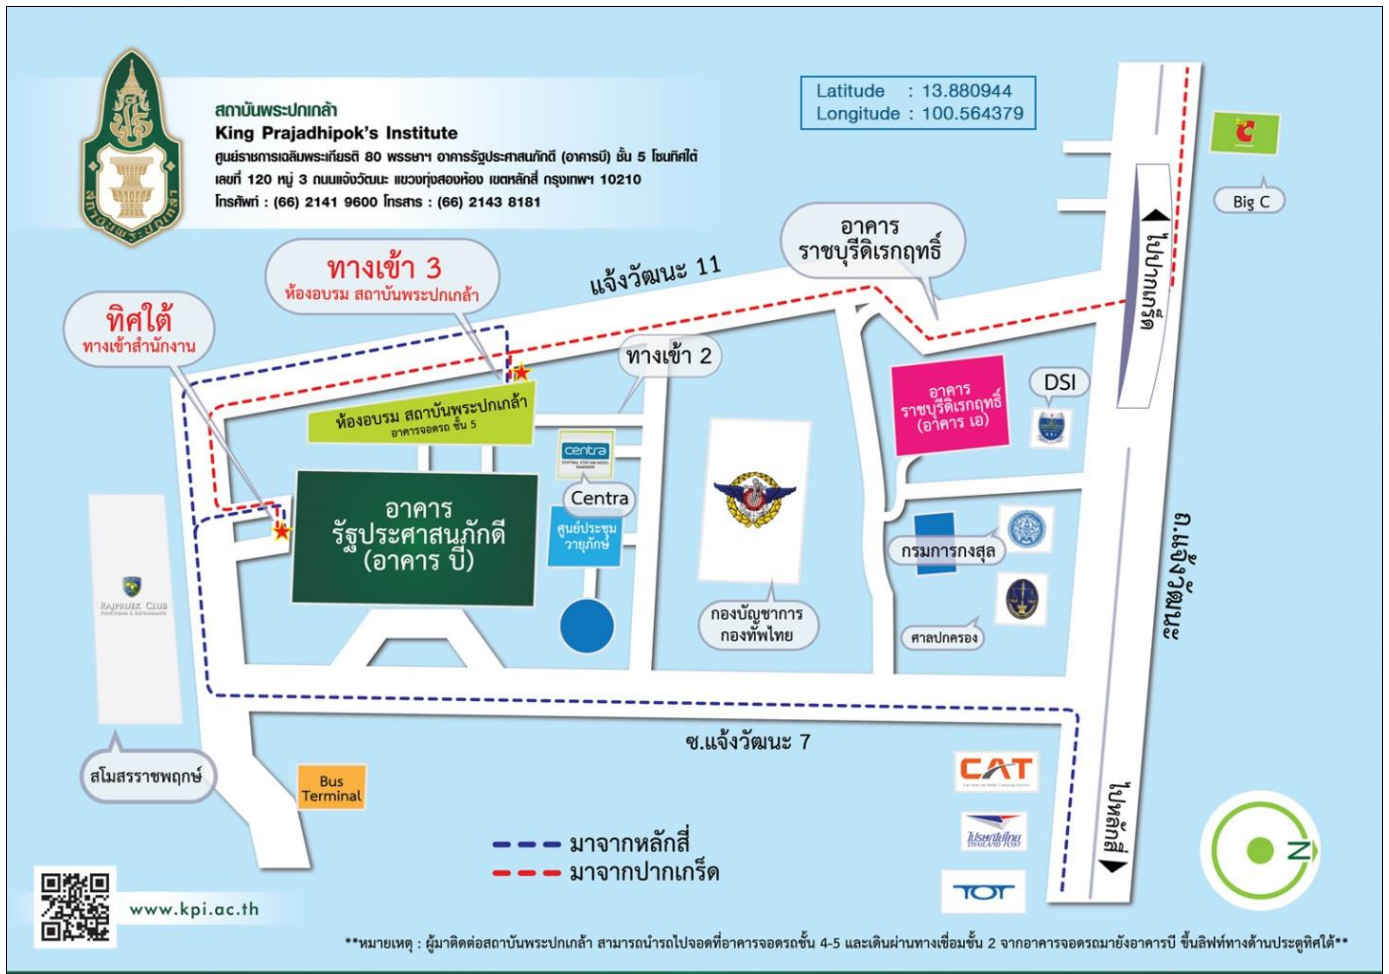 สถาบันพระปกเกล้า
King Prajadhipok's Institute
ศูนย์ราชการเฉลิมพระเกียรติ 80 พรรษาฯ อาคารรัฐประศาสนภักดี (อาคารบี) ชั้น 5 โซนทิศใต้
เลขที่ 120 หมู่ 3 ถนนแจ้งวัฒนะ แขวงทุ่งสองห้อง เขตหลักสี่ กรุงเทพฯ 10210
โทรศัพท์ : (66) 2141 9600 โทรสาร : (66) 2143 8181
สถาบันพระปกเกล้า
Latitude : 13.880944
Longitude : 100.564379
Big C
ไปปากเกร็ด
อาคาร
ราชบุรีดิเรกฤทธิ์
แจ้งวัฒนะ 11
ทางเข้า 3
ห้องอบรม สถาบันพระปกเกล้า
ทิศใต้
ทางเข้าสำนักงาน
ทางเข้า 2
ห้องอบรม สถาบันพระปกเกล้า
อาคารจอดรถ ชั้น 5
อาคาร
ราชบุรีดิเรกฤทธิ์
(อาคาร เอ)
DSI
centra
Centra
อาคาร
รัฐประศาสนภักดี
(อาคาร บี)
ศูนย์ประชุม
วายุภักษ์
กรมการกงสุล
ถ.แจ้งวัฒนะ
RAJPRUEK CLUB
กองบัญชาการ
กองทัพไทย
ศาลปกครอง
ซ.แจ้งวัฒนะ 7
สโมสรราชพฤกษ์
Bus
Terminal
CAT
ไปรษณีย์ไทย
THAILAND POST
TOT
ไปหลักสี่
N
มาจากหลักสี่
มาจากปากเกร็ด
www.kpi.ac.th
**หมายเหตุ : ผู้มาติดต่อสถาบันพระปกเกล้า สามารถนำรถไปจอดที่อาคารจอดรถชั้น 4-5 และเดินผ่านทางเชื่อมชั้น 2 จากอาคารจอดรถมายังอาคารบี ขึ้นลิฟท์ทางด้านประตูทิศใต้**